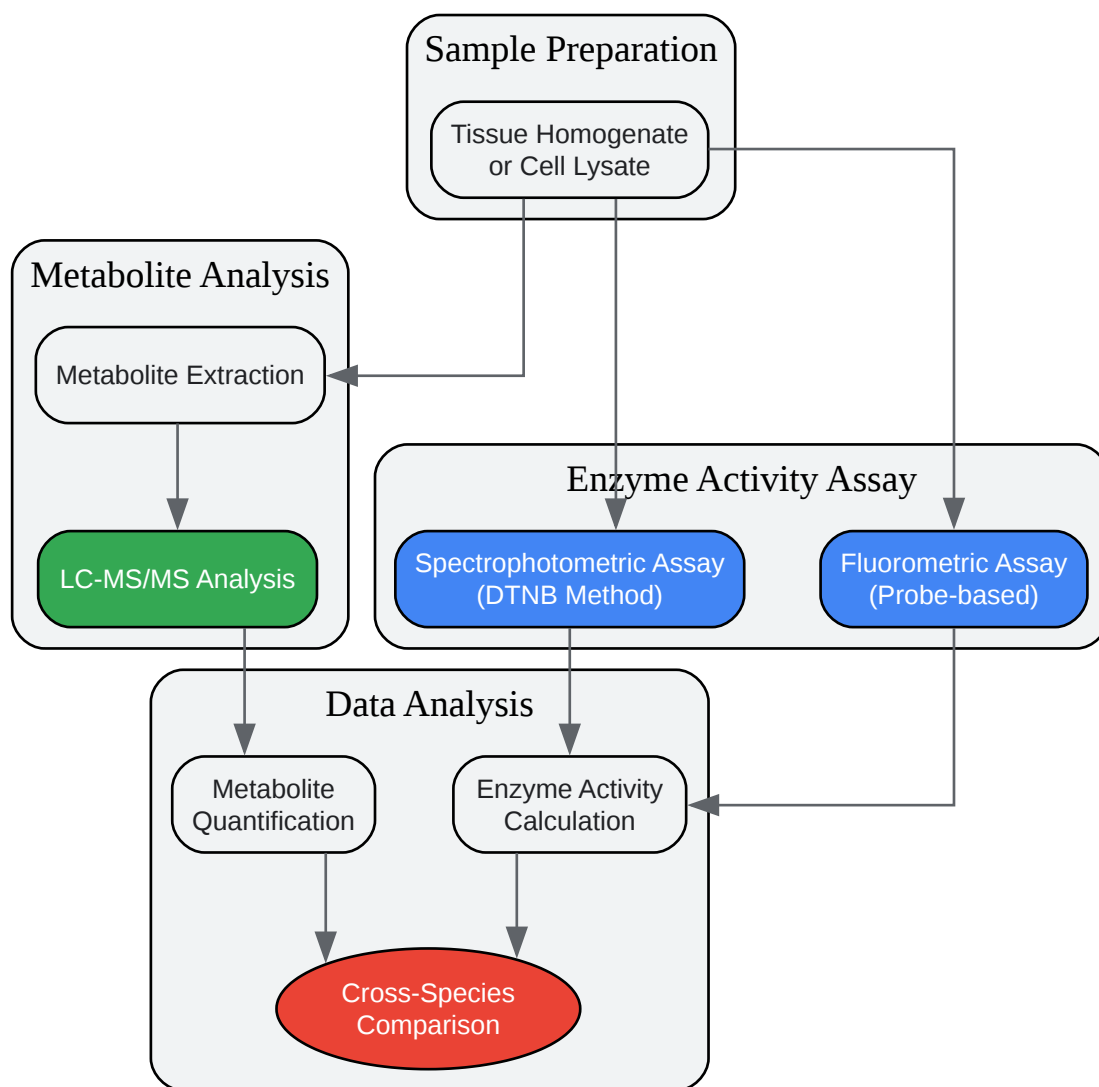 Sample Preparation
Tissue Homogenate
or Cell Lysate
Metabolite Analysis
Metabolite Extraction
LC-MS/MS Analysis
Enzyme Activity Assay
Spectrophotometric Assay
(DTNB Method)
Fluorometric Assay
(Probe-based)
Data Analysis
Metabolite
Quantification
Enzyme Activity
Calculation
Cross-Species
Comparison